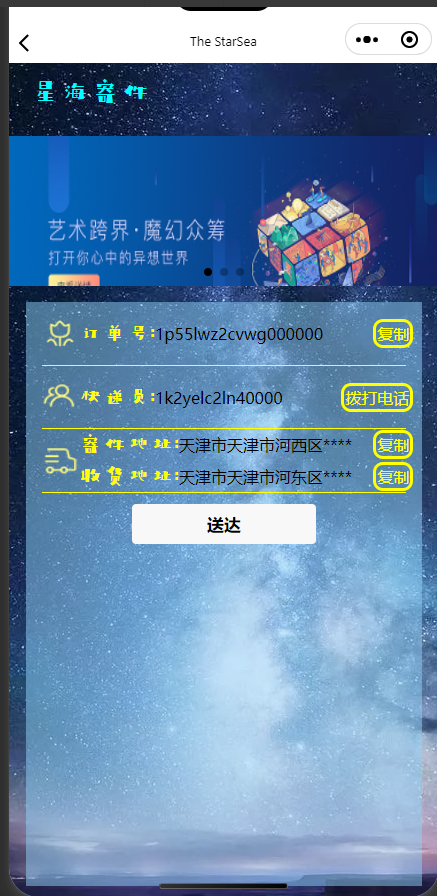 The StarSea
星海寄件
艺术跨界·魔幻众筹
打开你心中的异想世界
订单号:1p55lwz2cvwg000000 复制
快递员:1k2yelc2ln40000 拨打电话
寄件地址:天津市天津市河西区**** 复制
收货地址:天津市天津市河东区**** 复制
送达